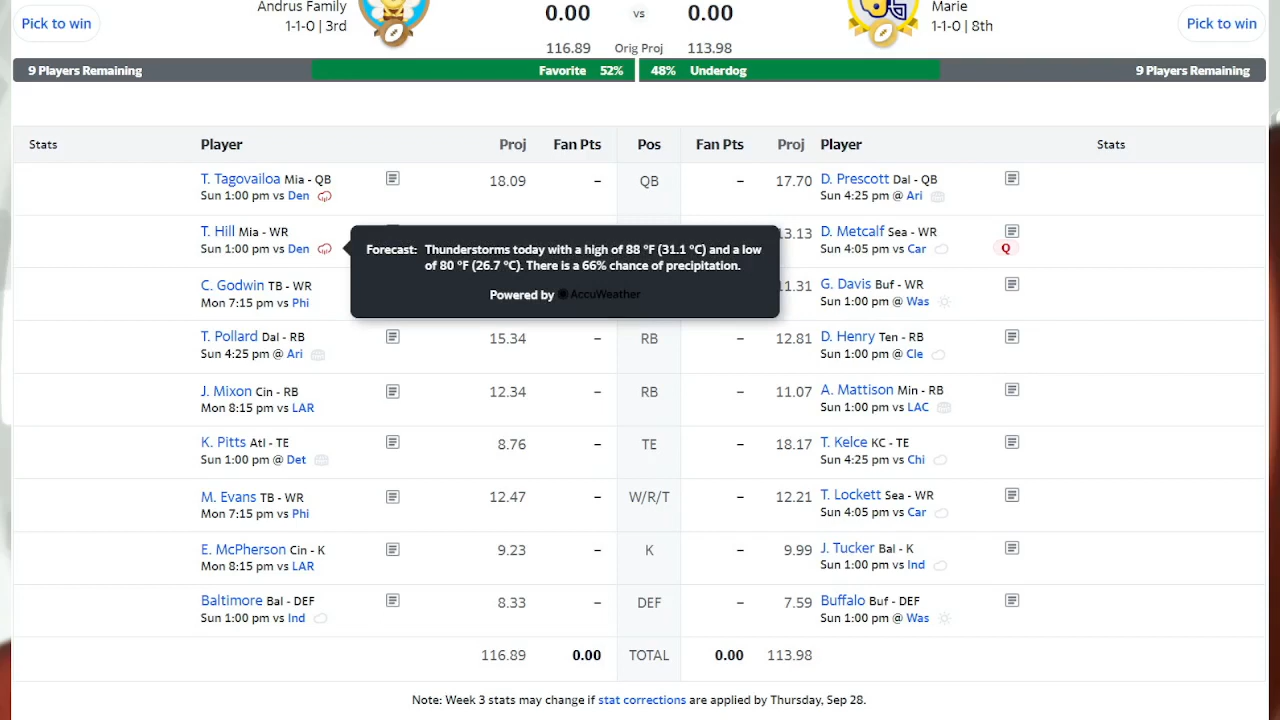 Andrus Family 0.00 vs 0.00 Marie
Pick to win 1-1-0 | 3rd 1-1-0 | 8th Pick to win
116.89 Orig Proj 113.98
9 Players Remaining Favorite 52% 48% Underdog 9 Players Remaining
Stats Player Proj Fan Pts Pos Fan Pts Proj Player Stats
T. Tagovailoa Mia - QB 18.09 – QB – 17.70 D. Prescott Dal - QB
Sun 1:00 pm vs Den Sun 4:25 pm @ Ari
T. Hill Mia - WR 13.13 D. Metcalf Sea - WR
Sun 1:00 pm vs Den Sun 4:05 pm vs Car Q
Forecast: Thunderstorms today with a high of 88 °F (31.1 °C) and a low
of 80 °F (26.7 °C). There is a 66% chance of precipitation.
Powered by AccuWeather
C. Godwin TB - WR 11.31 G. Davis Buf - WR
Mon 7:15 pm vs Phi Sun 1:00 pm @ Was
T. Pollard Dal - RB 15.34 – RB – 12.81 D. Henry Ten - RB
Sun 4:25 pm @ Ari Sun 1:00 pm @ Cle
J. Mixon Cin - RB 12.34 – RB – 11.07 A. Mattison Min - RB
Mon 8:15 pm vs LAR Sun 1:00 pm vs LAC
K. Pitts Atl - TE 8.76 – TE – 18.17 T. Kelce KC - TE
Sun 1:00 pm @ Det Sun 4:25 pm vs Chi
M. Evans TB - WR 12.47 – W/R/T – 12.21 T. Lockett Sea - WR
Mon 7:15 pm vs Phi Sun 4:05 pm vs Car
E. McPherson Cin - K 9.23 – K – 9.99 J. Tucker Bal - K
Mon 8:15 pm vs LAR Sun 1:00 pm vs Ind
Baltimore Bal - DEF 8.33 – DEF – 7.59 Buffalo Buf - DEF
Sun 1:00 pm vs Ind Sun 1:00 pm @ Was
116.89 0.00 TOTAL 0.00 113.98
Note: Week 3 stats may change if stat corrections are applied by Thursday, Sep 28.